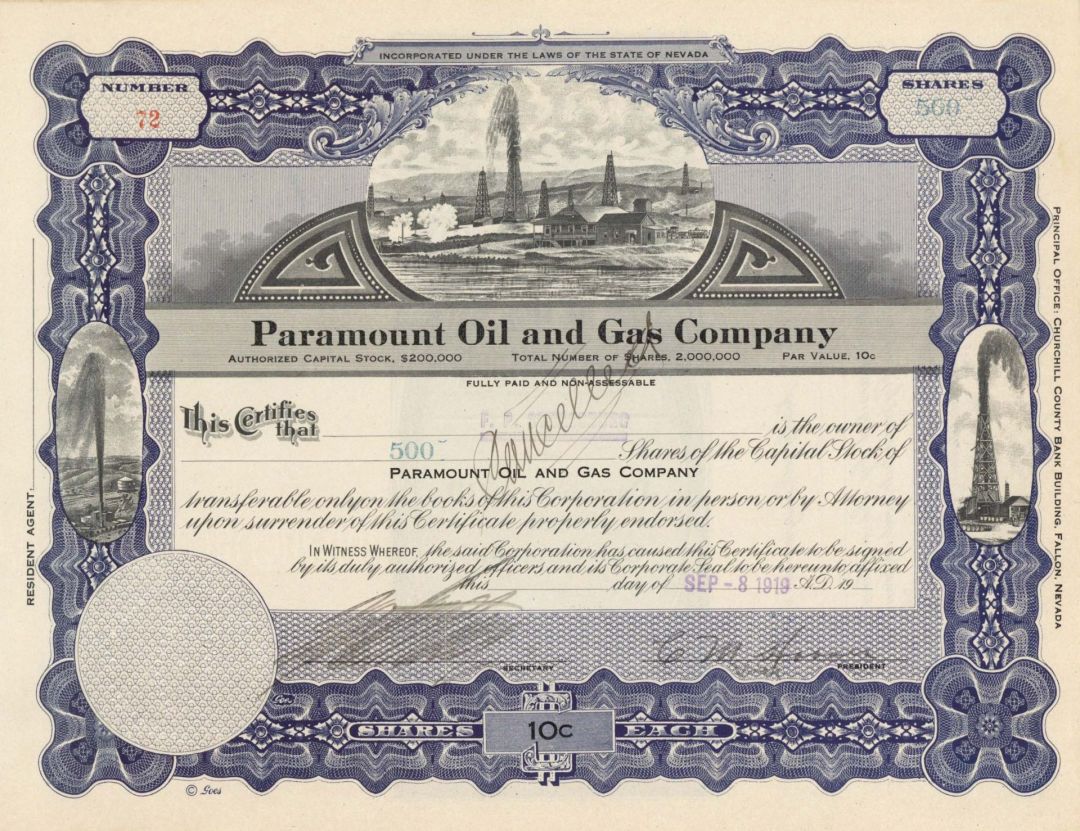 INCORPORATED UNDER THE LAWS OF THE STATE OF NEVADA
NUMBER
72
SHARES
500
Paramount Oil and Gas Company
AUTHORIZED CAPITAL STOCK, $200,000 TOTAL NUMBER OF SHARES, 2,000,000 PAR VALUE, 10c
FULLY PAID AND NON-ASSESSABLE
Cancelled
This Certifies that is the owner of
500 Shares of the Capital Stock of
PARAMOUNT OIL AND GAS COMPANY
transferable only on the books of this Corporation in person or by Attorney
upon surrender of this Certificate properly endorsed.
IN WITNESS WHEREOF, the said Corporation has caused this Certificate to be signed
by its duly authorized officers and its Corporate Seal to be hereunto affixed
this day of SEP - 8 1919 A.D. 19
SECRETARY
C M PRESIDENT
SHARES 10c EACH
© Goes
RESIDENT AGENT:
PRINCIPAL OFFICE: CHURCHILL COUNTY BANK BUILDING, FALLON, NEVADA